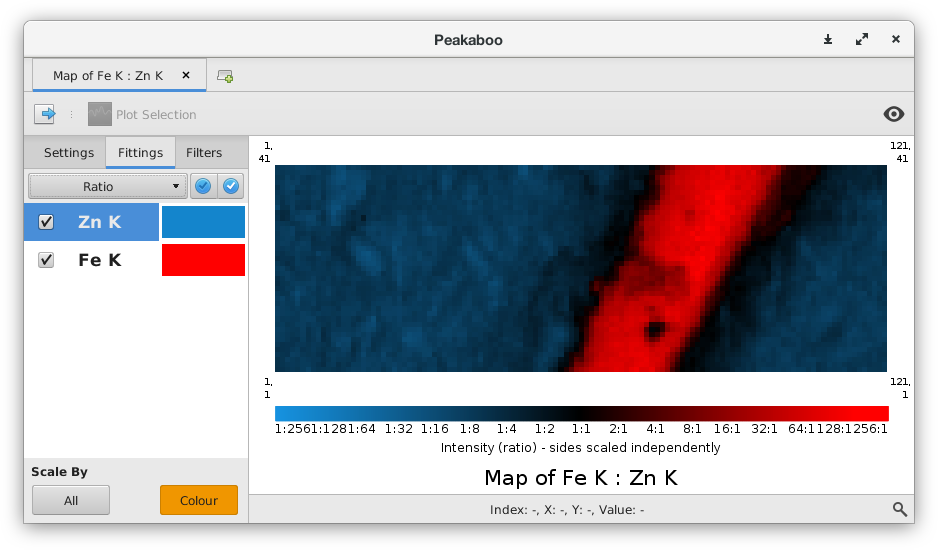 Peakaboo
Map of Fe K : Zn K
Plot Selection
Settings Fittings Filters
Ratio
Zn K
Fe K
Scale By
All Colour
1, 41
121, 41
1, 1
121, 1
1:256 1:128 1:64 1:32 1:16 1:8 1:4 1:2 1:1 2:1 4:1 8:1 16:1 32:1 64:1 128:1 256:1
Intensity (ratio) - sides scaled independently
Map of Fe K : Zn K
Index: -, X: -, Y: -, Value: -